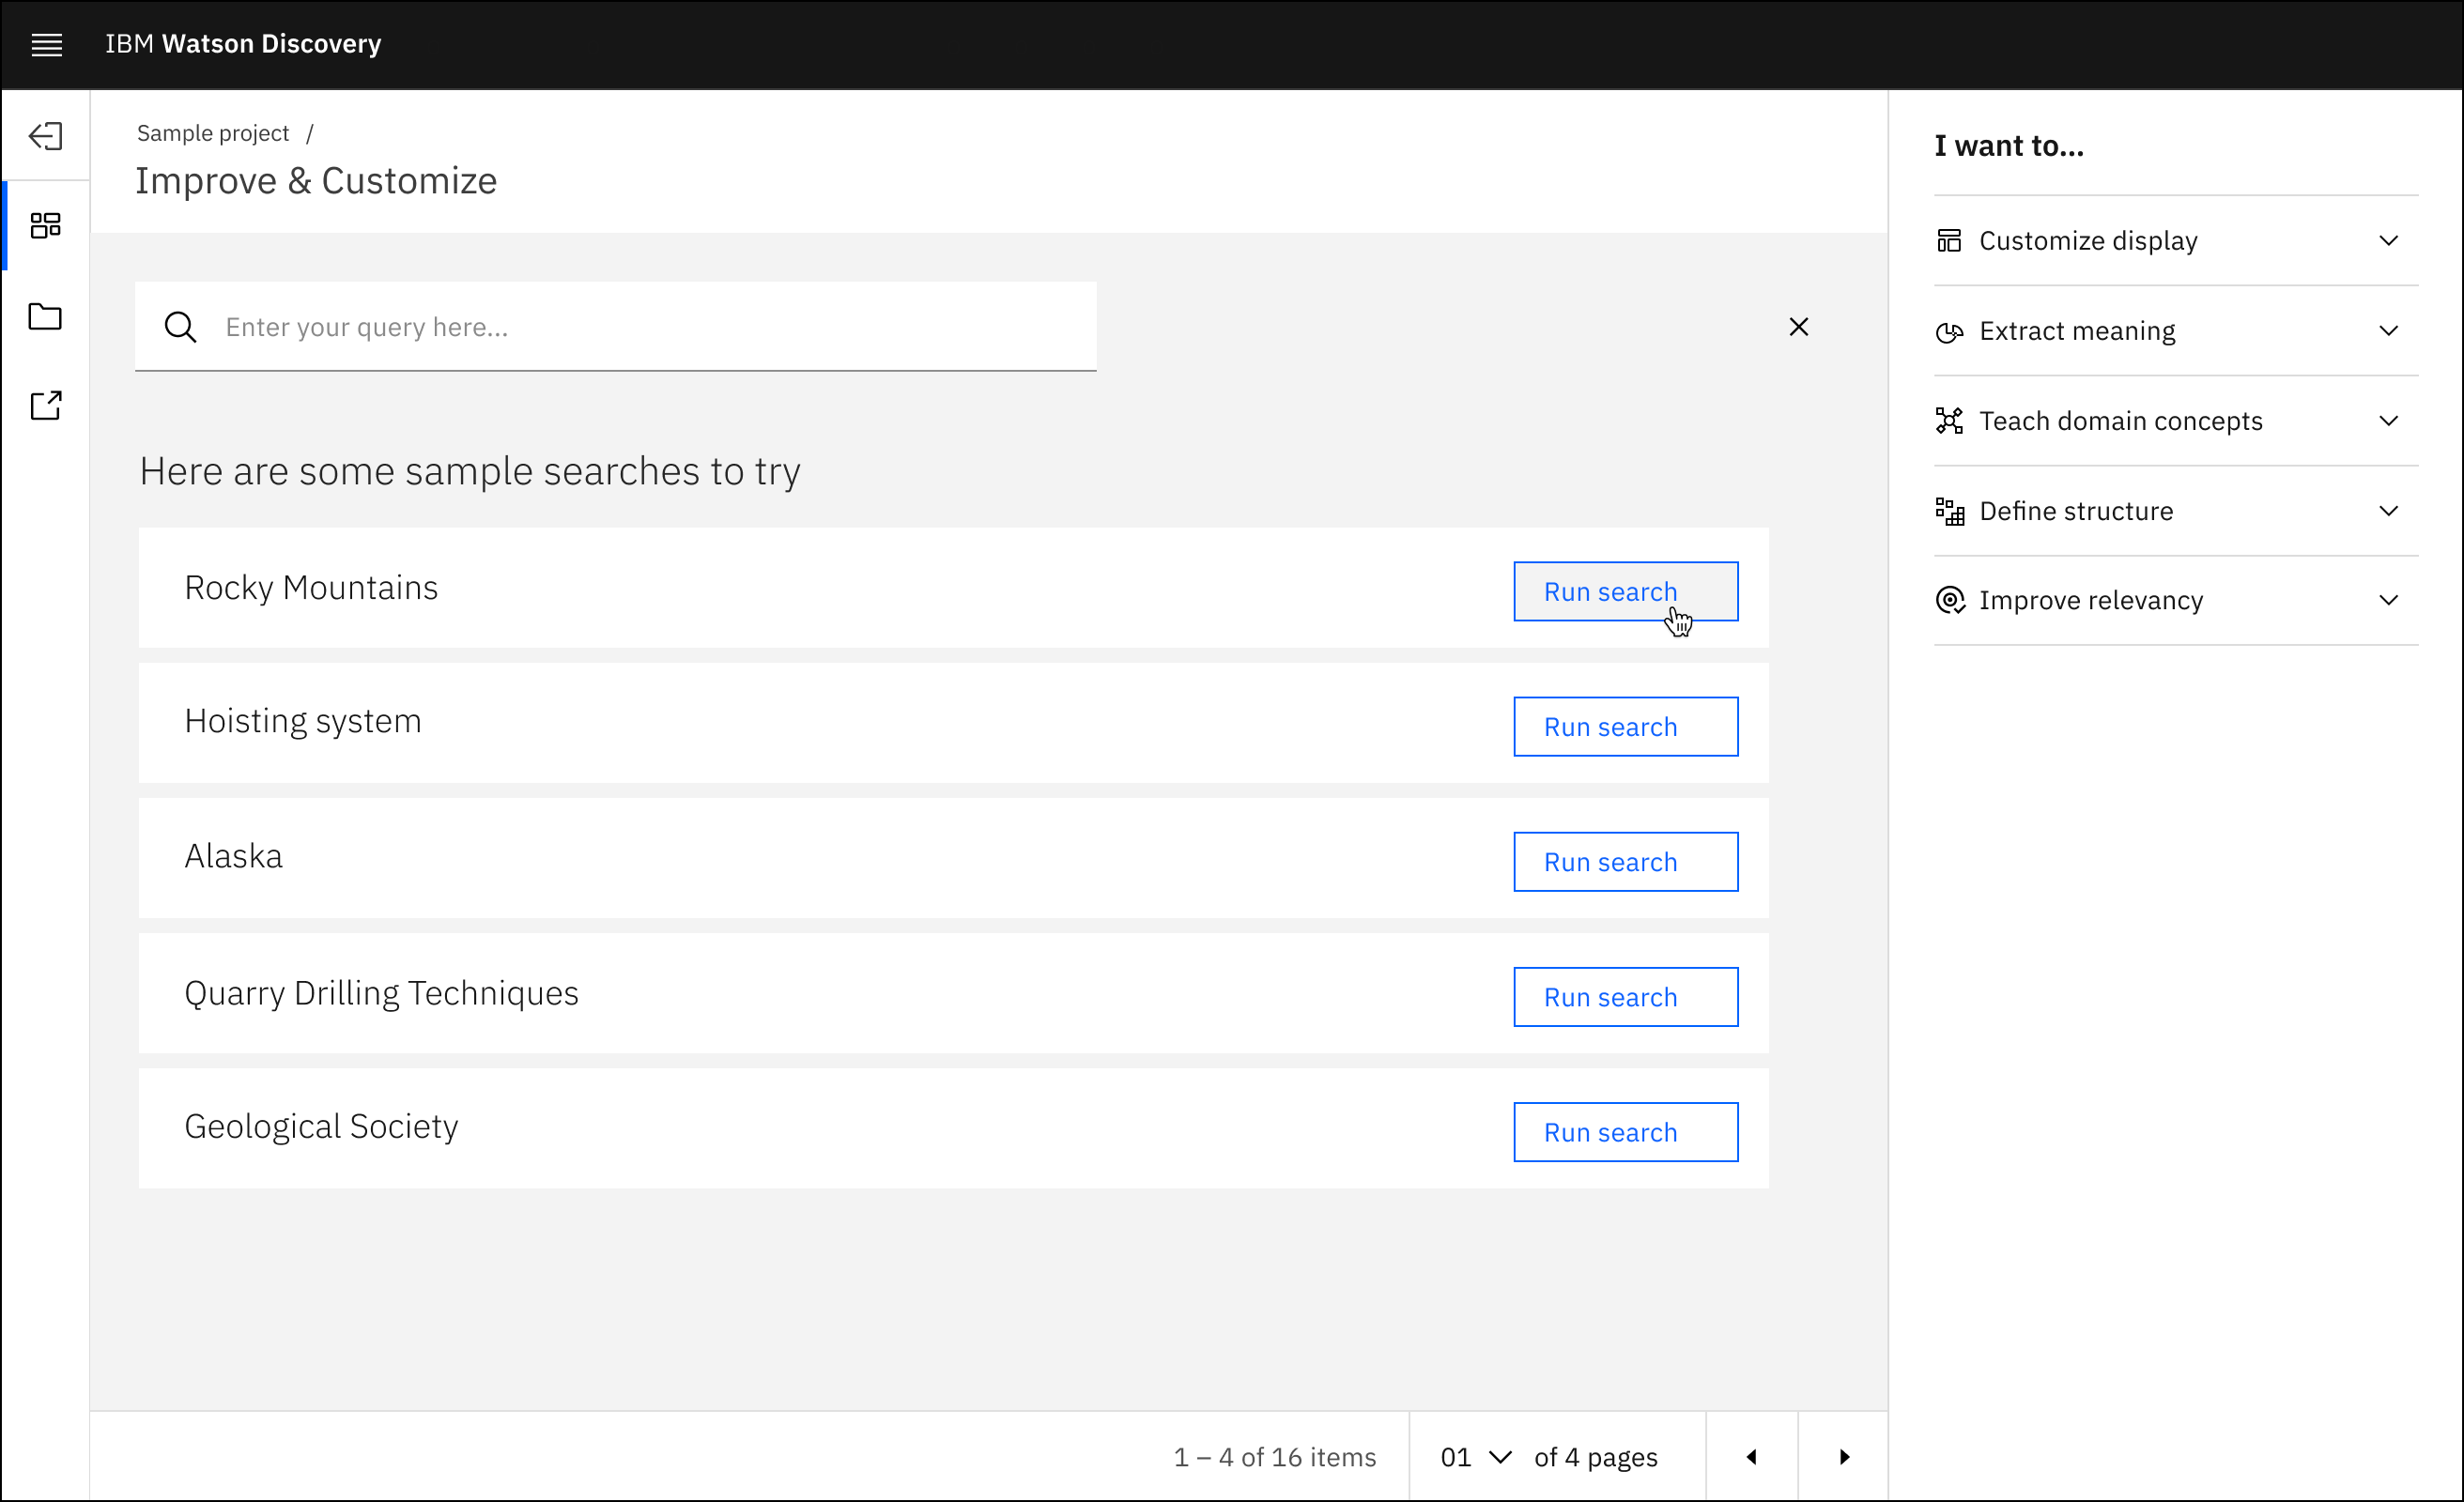 IBM Watson Discovery
Sample project /
Improve & Customize
Enter your query here...
Here are some sample searches to try
Rocky Mountains
Run search
Hoisting system
Run search
Alaska
Run search
Quarry Drilling Techniques
Run search
Geological Society
Run search
1 – 4 of 16 items
01 of 4 pages
I want to...
Customize display
Extract meaning
Teach domain concepts
Define structure
Improve relevancy